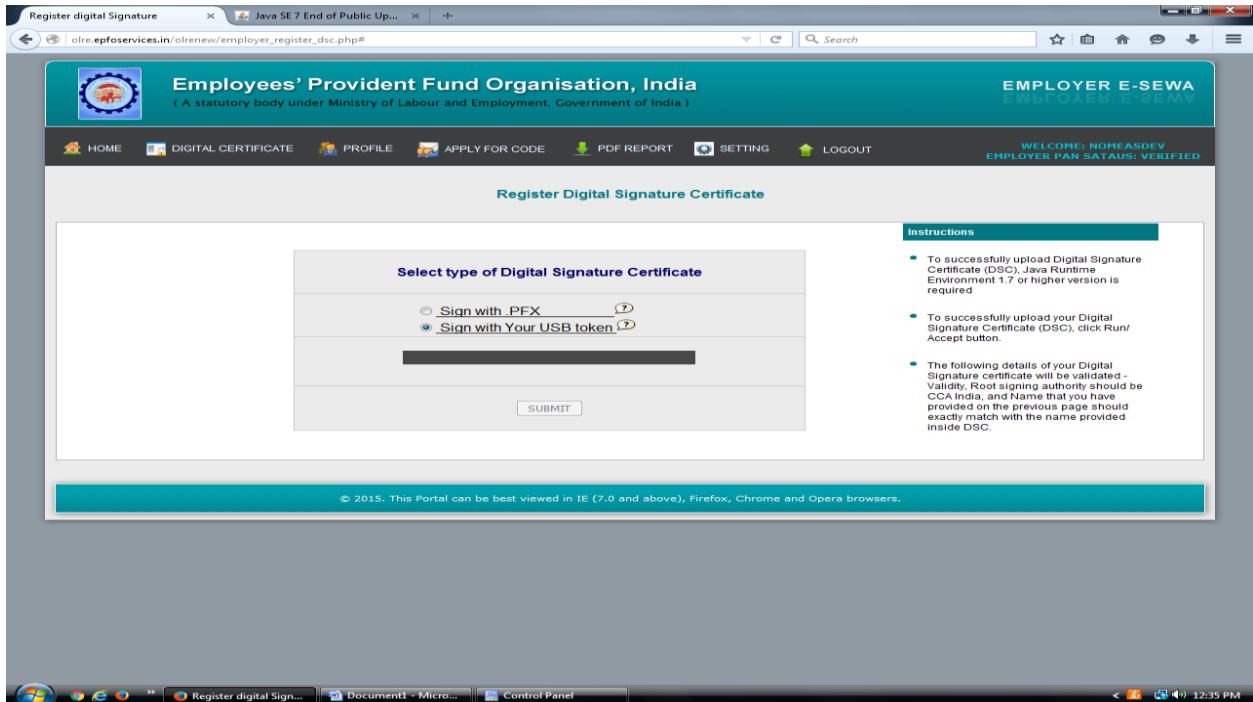 Register digital Signature
Java SE 7 End of Public Up...
olre.epfoservices.in/olrenew/employer_register_dsc.php#
Search
Employees' Provident Fund Organisation, India
( A statutory body under Ministry of Labour and Employment, Government of India )
EMPLOYER E-SEWA
HOME DIGITAL CERTIFICATE PROFILE APPLY FOR CODE PDF REPORT SETTING LOGOUT
WELCOME: NOMEASDEV
EMPLOYER PAN SATAUS: VERIFIED
Register Digital Signature Certificate
Select type of Digital Signature Certificate
Sign with .PFX
Sign with Your USB token
SUBMIT
Instructions
To successfully upload Digital Signature
Certificate (DSC), Java Runtime
Environment 1.7 or higher version is
required
To successfully upload your Digital
Signature Certificate (DSC), click Run/
Accept button.
The following details of your Digital
Signature certificate will be validated -
Validity, Root signing authority should be
CCA India, and Name that you have
provided on the previous page should
exactly match with the name provided
inside DSC.
© 2015. This Portal can be best viewed in IE (7.0 and above), Firefox, Chrome and Opera browsers.
Register digital Sign... Document1 - Micro... Control Panel 12:35 PM